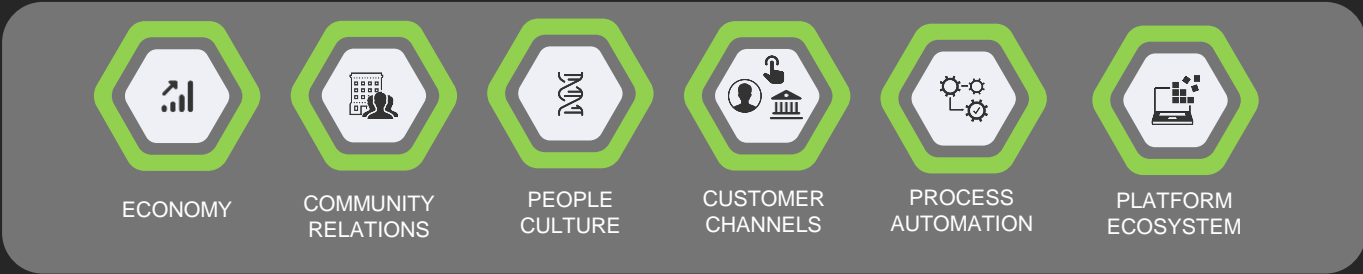 ECONOMY
COMMUNITY
RELATIONS
PEOPLE
CULTURE
CUSTOMER
CHANNELS
PROCESS
AUTOMATION
PLATFORM
ECOSYSTEM